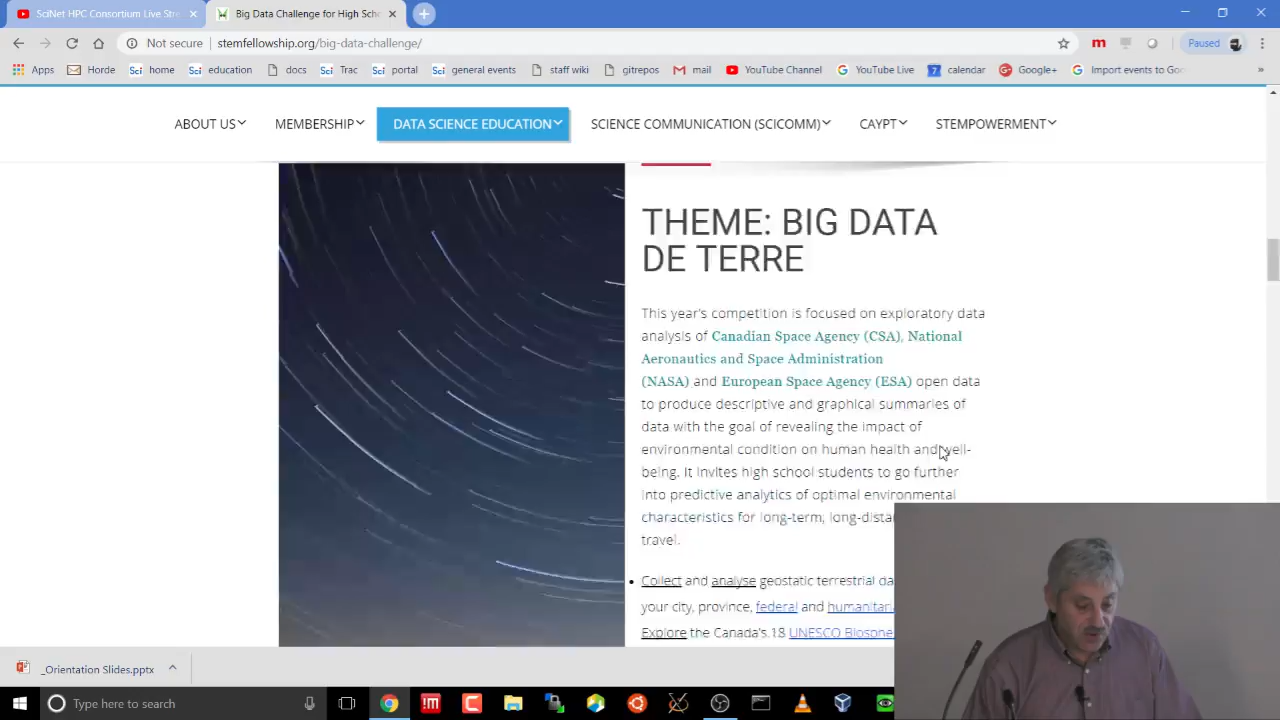 SciNet HPC Consortium Live Stre
Big Data Challenge for High Scho
Not secure
stemfellowship.org/big-data-challenge/
Paused
Apps
Horde
home
education
docs
Trac
portal
general events
staff wiki
gitrepos
mail
YouTube Channel
YouTube Live
calendar
Google+
Import events to Goo
ABOUT US
MEMBERSHIP
DATA SCIENCE EDUCATION
SCIENCE COMMUNICATION (SCICOMM)
CAYPT
STEMPOWERMENT
THEME: BIG DATA
DE TERRE
This year's competition is focused on exploratory data
analysis of Canadian Space Agency (CSA), National
Aeronautics and Space Administration
(NASA) and European Space Agency (ESA) open data
to produce descriptive and graphical summaries of
data with the goal of revealing the impact of
environmental condition on human health and well-
being. It invites high school students to go further
into predictive analytics of optimal environmental
characteristics for long-term, long-dista
travel.
• Collect and analyse geostatic terrestrial da
your city, province, federal and humanitaria
Explore the Canada's 18 UNESCO Biosphe
_Orientation Slides.pptx
Type here to search